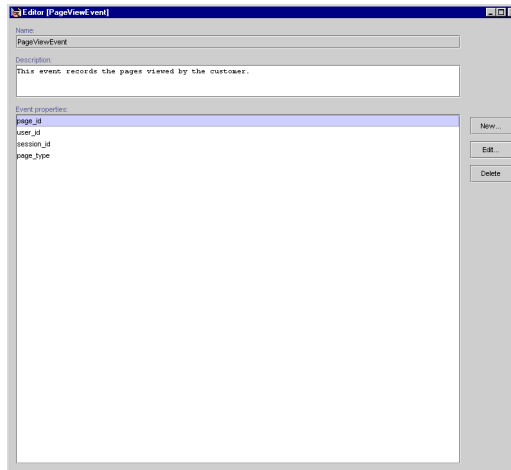 Editor [PageViewEvent]
Name:
PageViewEvent
Description:
This event records the pages viewed by the customer.
Event properties:
page_id
user_id
session_id
page_type
New...
Edit...
Delete